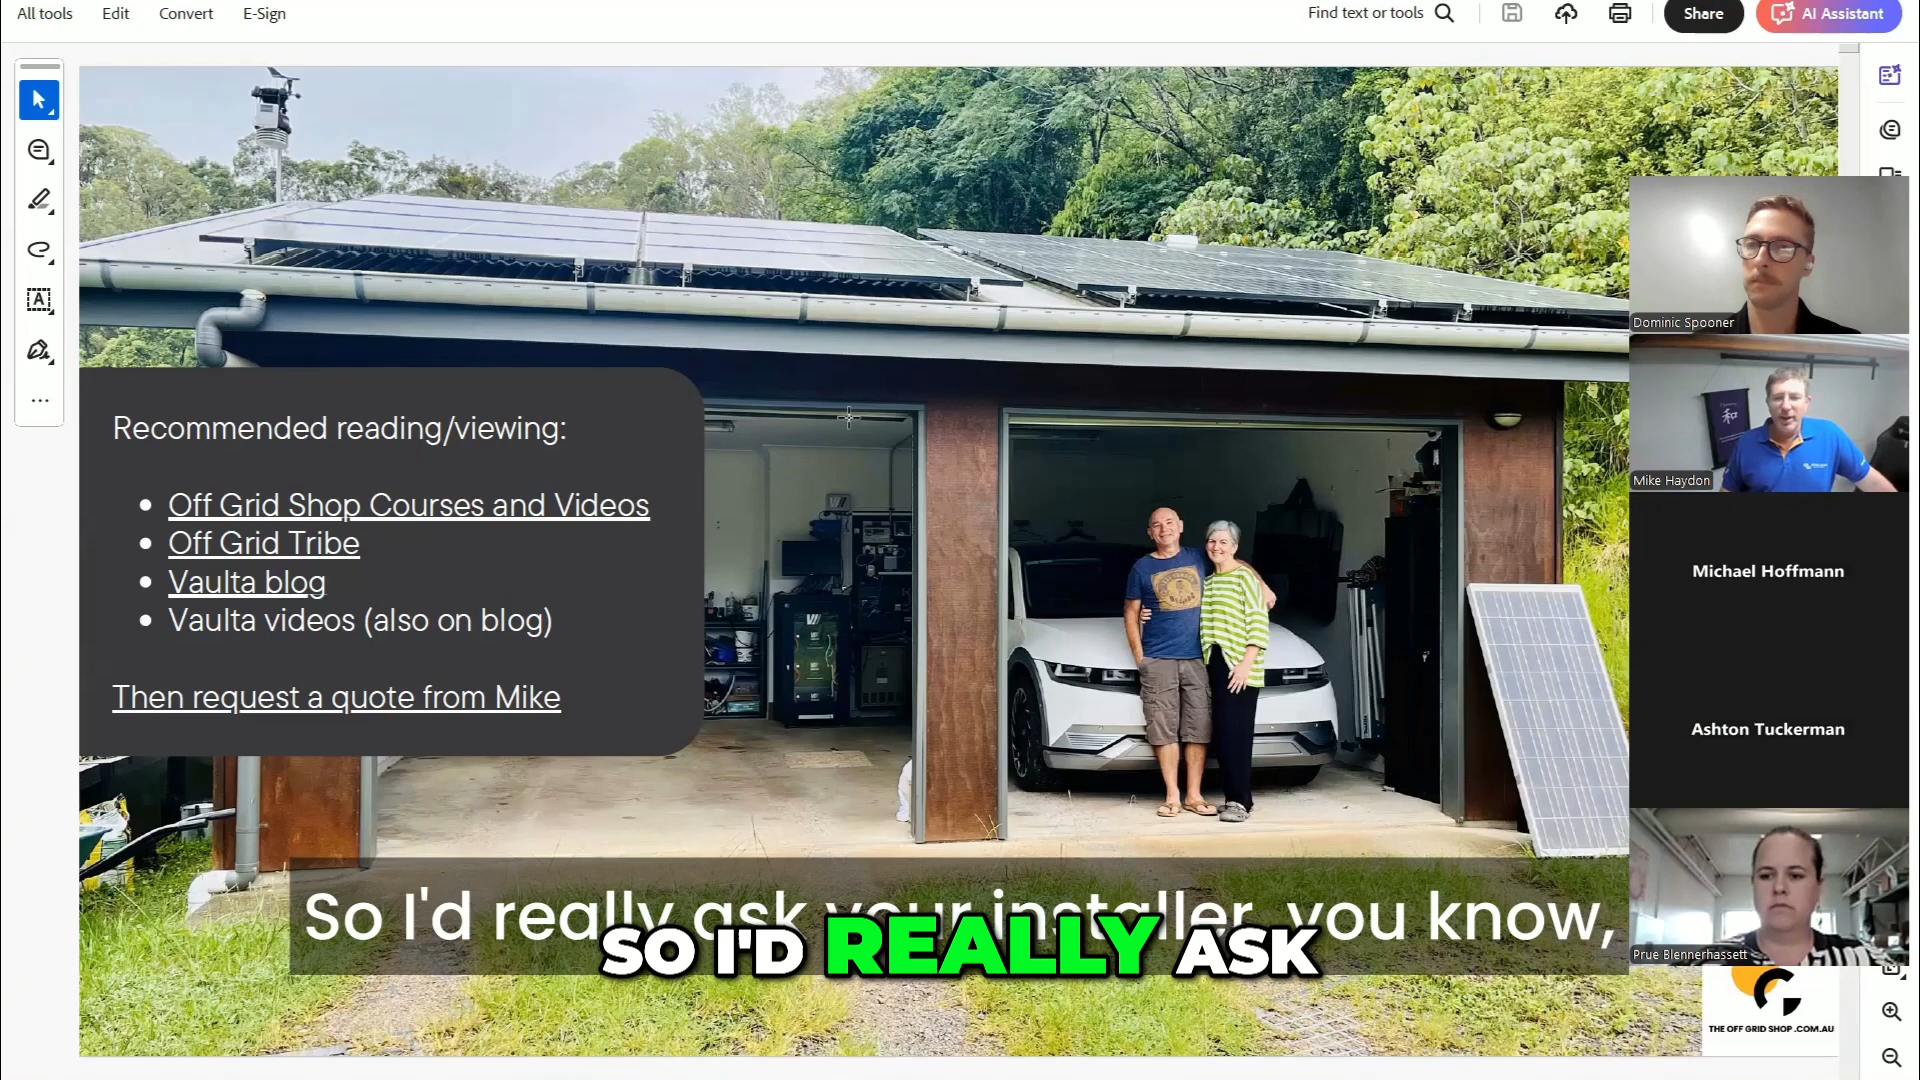 All tools Edit Convert E-Sign
Find text or tools
Share
AI Assistant
Dominic Spooner
Mike Haydon
Recommended reading/viewing:
• Off Grid Shop Courses and Videos
• Off Grid Tribe
• Vaulta blog
• Vaulta videos (also on blog)
Then request a quote from Mike
Michael Hoffmann
Ashton Tuckerman
So I'd really ask your installer, you know,
SO I'D REALLY ASK
Prue Blennerhassett
THE OFF GRID SHOP .COM.AU